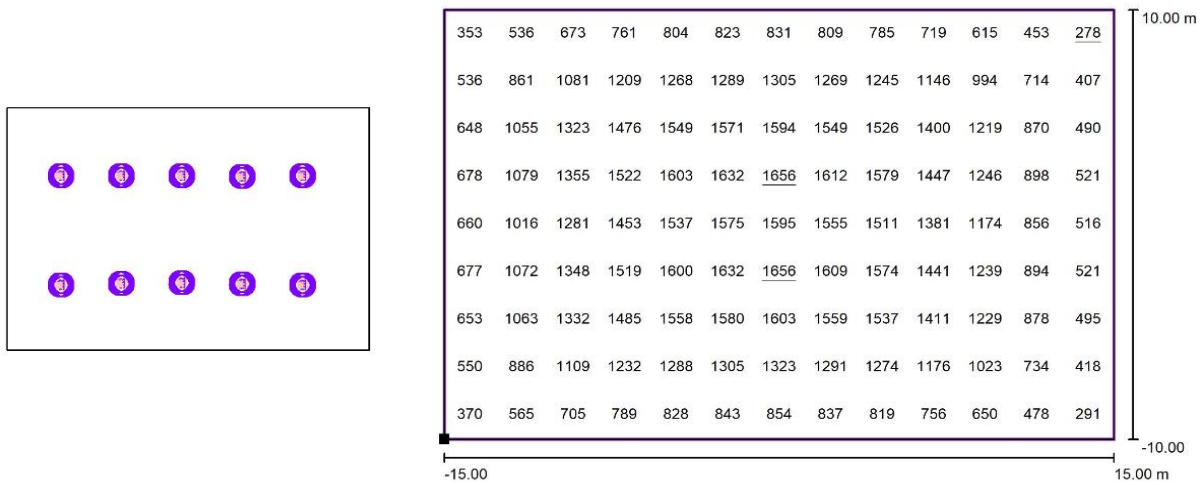 10.00 m
353 536 673 761 804 823 831 809 785 719 615 453 278
536 861 1081 1209 1268 1289 1305 1269 1245 1146 994 714 407
648 1055 1323 1476 1549 1571 1594 1549 1526 1400 1219 870 490
678 1079 1355 1522 1603 1632 1656 1612 1579 1447 1246 898 521
660 1016 1281 1453 1537 1575 1595 1555 1511 1381 1174 856 516
677 1072 1348 1519 1600 1632 1656 1609 1574 1441 1239 894 521
653 1063 1332 1485 1558 1580 1603 1559 1537 1411 1229 878 495
550 886 1109 1232 1288 1305 1323 1291 1274 1176 1023 734 418
370 565 705 789 828 843 854 837 819 756 650 478 291
-10.00
-15.00 15.00 m